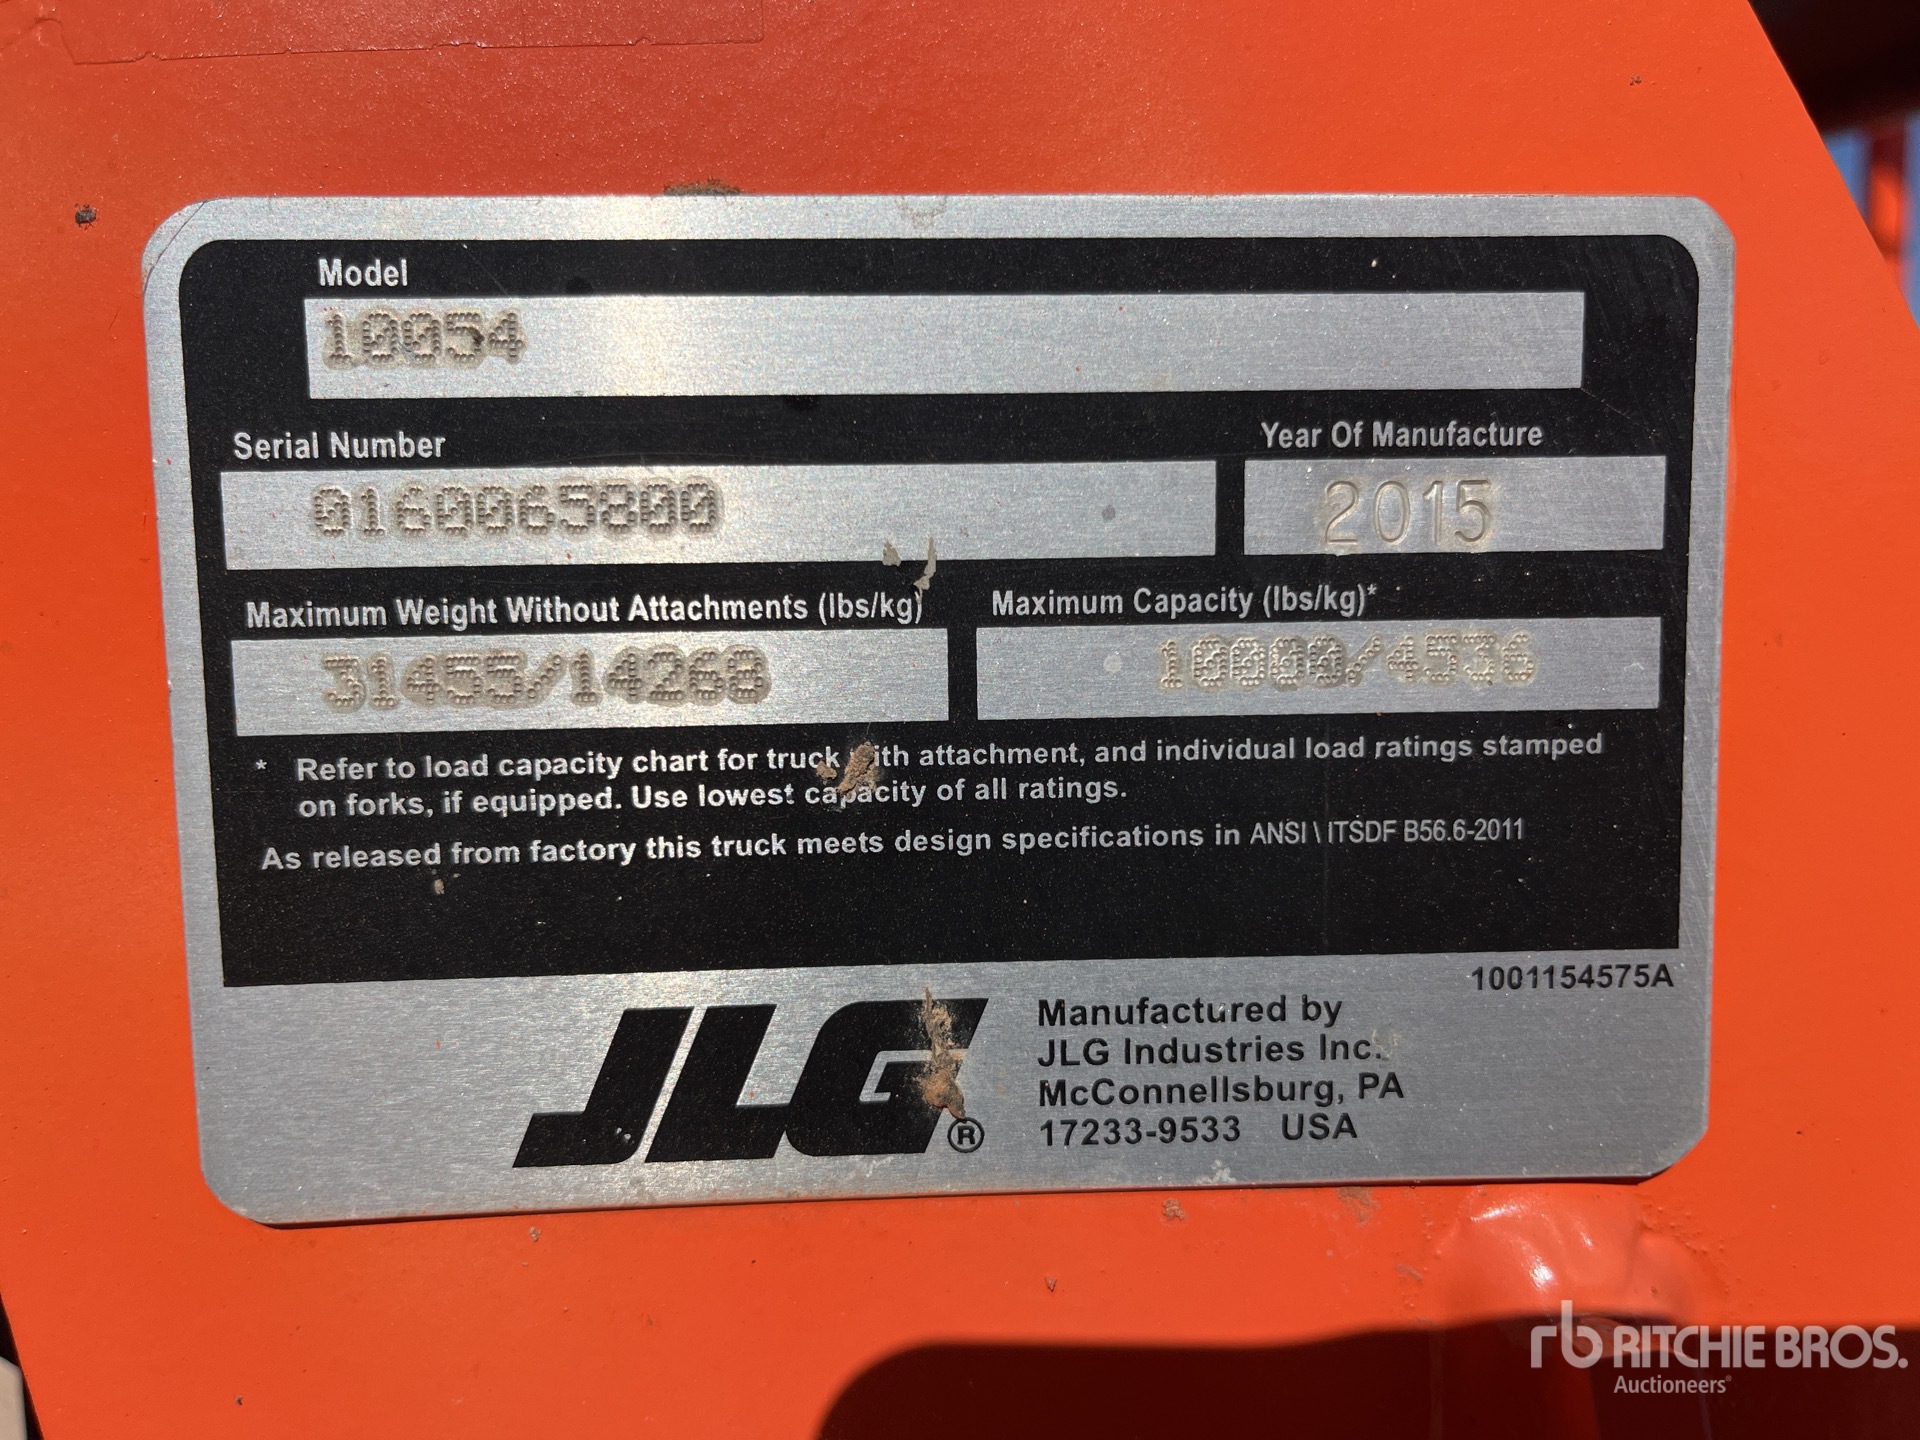 Model
10054
Serial Number
Year Of Manufacture
0160065800
2015
Maximum Weight Without Attachments (lbs/kg)
Maximum Capacity (lbs/kg)*
31455/14268
10000/4536
* Refer to load capacity chart for truck with attachment, and individual load ratings stamped
on forks, if equipped. Use lowest capacity of all ratings.
As released from factory this truck meets design specifications in ANSI \ ITSDF B56.6-2011
1001154575A
JLG®
Manufactured by
JLG Industries Inc.
McConnellsburg, PA
17233-9533 USA
rb RITCHIE BROS.
Auctioneers®